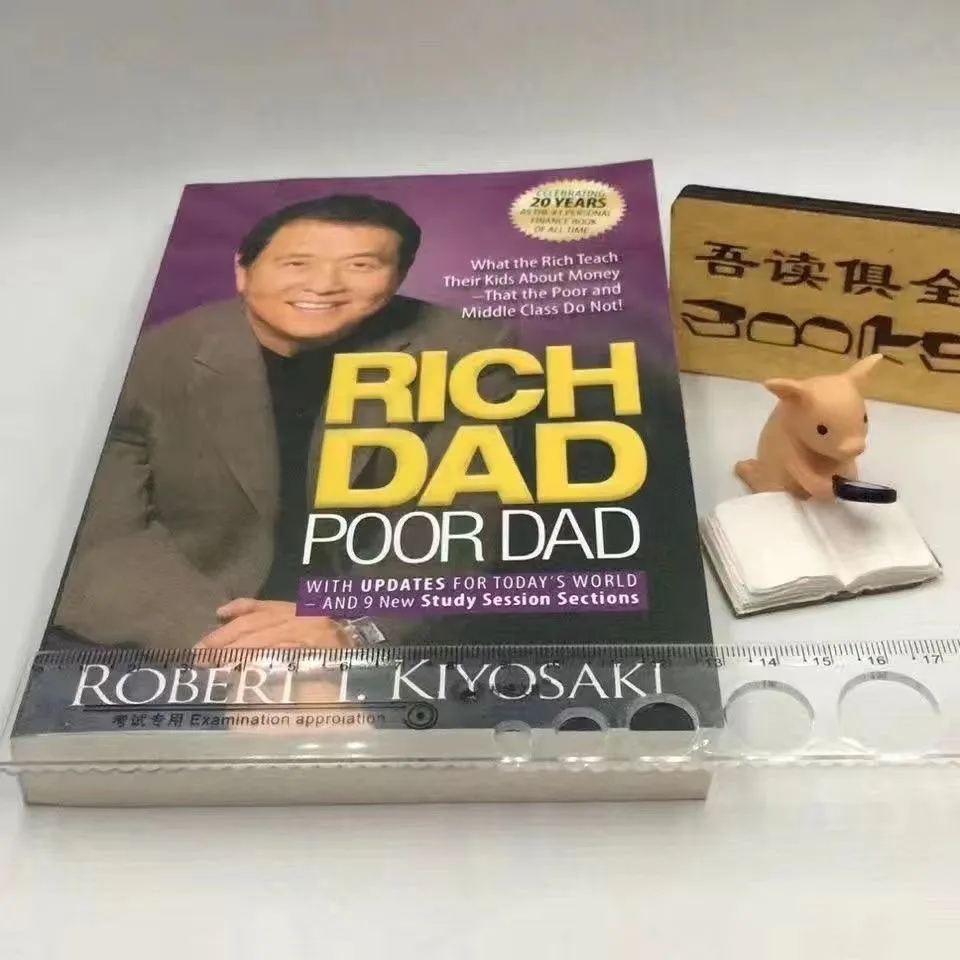 CELEBRATING
20 YEARS
AS THE #1 PERSONAL
FINANCE BOOK
OF ALL TIME
What the Rich Teach
Their Kids About Money
—That the Poor and
Middle Class Do Not!
RICH
DAD
POOR DAD
WITH UPDATES FOR TODAY'S WORLD
– AND 9 New Study Session Sections
ROBERT T. KIYOSAKI
考试专用 Examination approiation
13 14 15 16 17
吾读俱全
Books